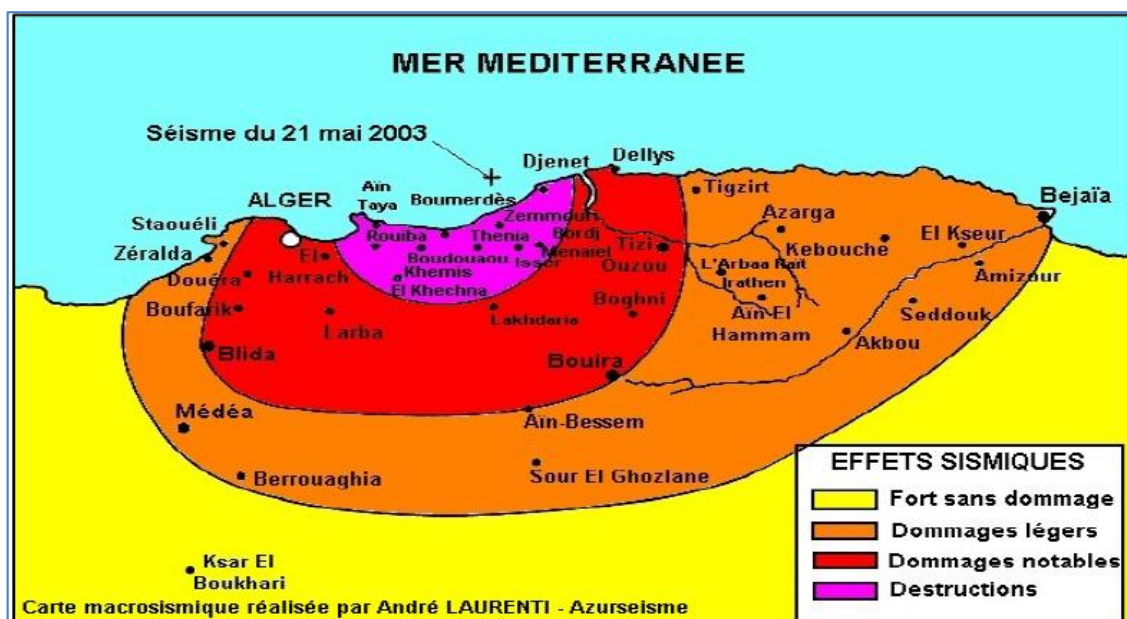 MER MEDITERRANEE
Séisme du 21 mai 2003
Djenet
Dellys
Aïn
Taya
Boumerdès
ALGER
Tigzirt
Bejaïa
Staouéli
Zemmouri
Azarga
Zéralda
Rouiba
Thenia
Bordj
Menaiel
Tizi
Ouzou
Kebouche
El Kseur
El
Harrach
Boudouaou
Isser
Douéra
Khemis
El Khechna
L'Arbaa Naït
Irathen
Amizour
Boufarik
Larba
Lakhdaria
Boghni
Aïn El
Hammam
Seddouk
Akbou
Blida
Bouira
Médéa
Aïn-Bessem
Berrouaghia
Sour El Ghozlane
Ksar El
Boukhari
EFFETS SISMIQUES
Fort sans dommage
Dommages légers
Dommages notables
Destructions
Carte macrosismique réalisée par André LAURENTI - Azurseisme